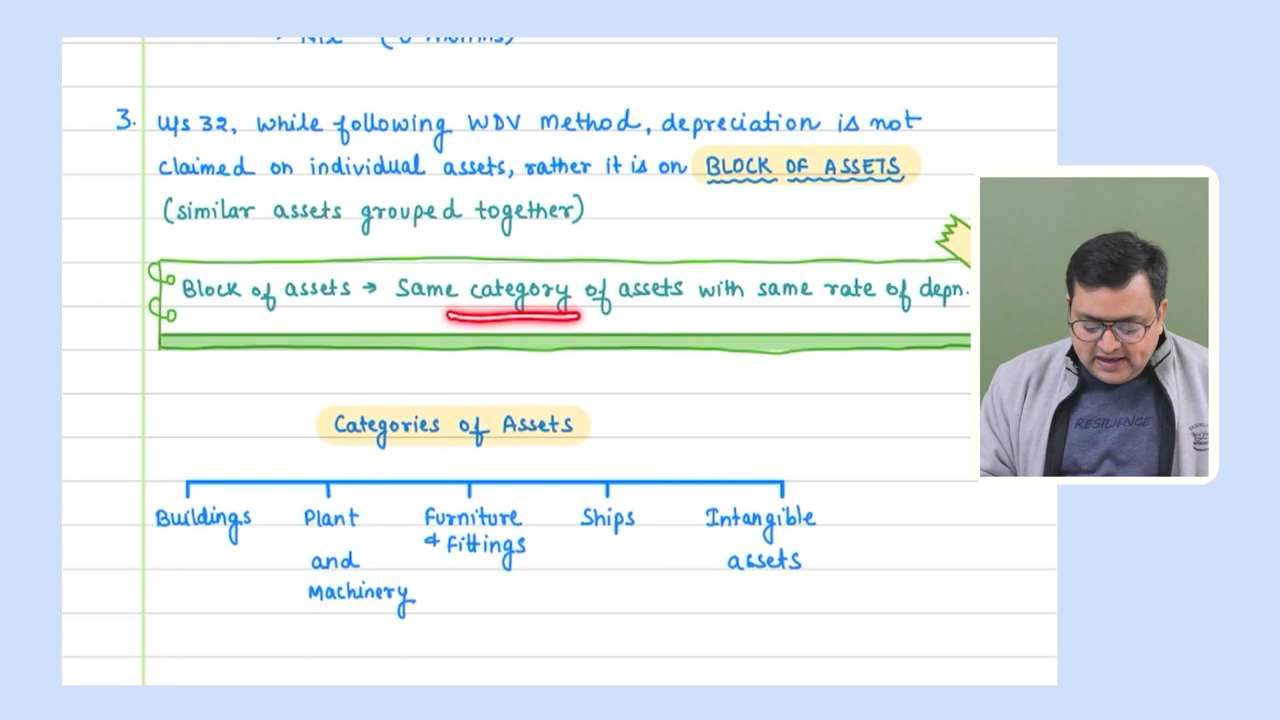 3. u/s 32, while following WDV method, depreciation is not
claimed on individual assets, rather it is on BLOCK OF ASSETS
(similar assets grouped together)
Block of assets → Same category of assets with same rate of depn.
Categories of Assets
Buildings Plant and Machinery Furniture & Fittings Ships Intangible assets
RESILIENCE